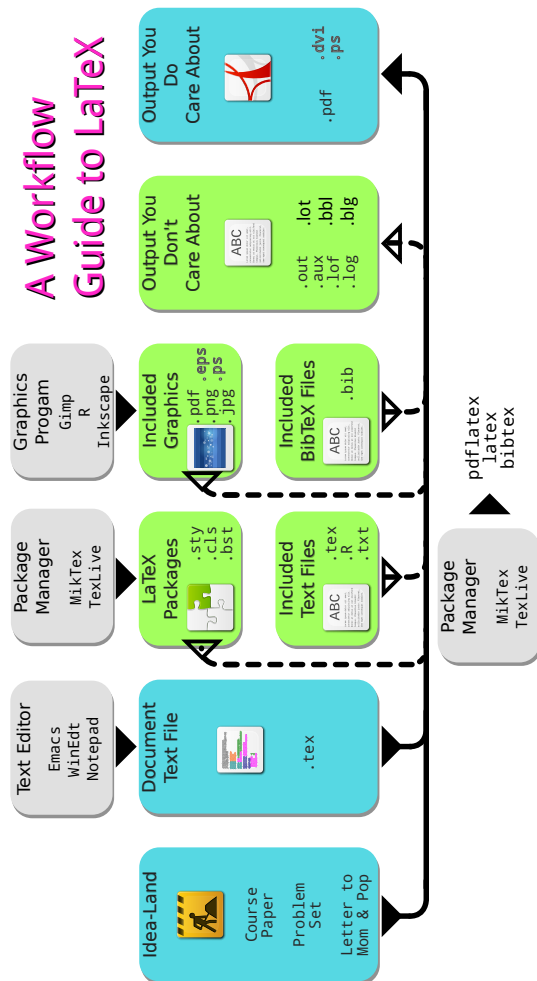 A Workflow
Guide to LaTeX
Text Editor
Emacs
WinEdt
Notepad
Package
Manager
MikTex
TexLive
Graphics
Progam
Gimp
R
Inkscape
Idea-Land
Course
Paper
Problem
Set
Letter to
Mom & Pop
Document
Text File
.tex
LaTeX
Packages
.sty
.cls
.bst
Included
Graphics
.pdf .eps
.png .ps
.jpg
Output You
Don't
Care About
ABC
.out .lot
.aux .bbl
.lof .blg
.log
Output You
Do
Care About
.dvi
.pdf
.ps
Included
Text Files
ABC
.tex
.R
.txt
Included
BibTeX Files
ABC
.bib
Package
Manager
MikTex
TexLive
pdflatex
latex
bibtex